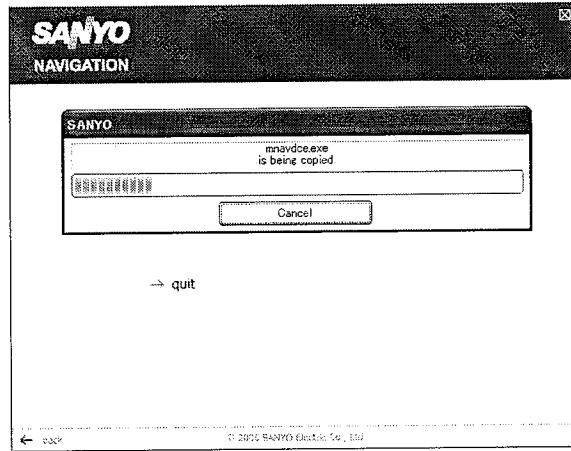 SANYO
NAVIGATION
SANYO
mnavdce.exe
is being copied
Cancel
→ quit
← back
© 2005 SANYO Electric Co., Ltd